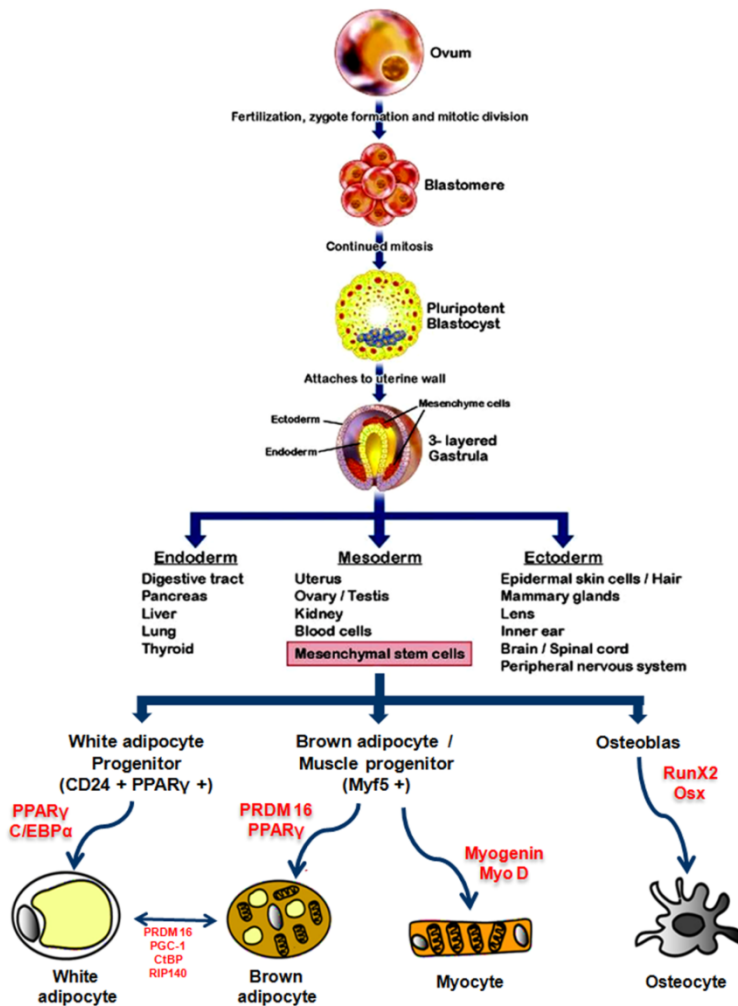 Ovum
Fertilization, zygote formation and mitotic division
Blastomere
Continued mitosis
Pluripotent
Blastocyst
Attaches to uterine wall
Mesenchyme cells
Ectoderm
Endoderm
3- layered
Gastrula
Endoderm
Digestive tract
Pancreas
Liver
Lung
Thyroid
Mesoderm
Uterus
Ovary / Testis
Kidney
Blood cells
Mesenchymal stem cells
Ectoderm
Epidermal skin cells / Hair
Mammary glands
Lens
Inner ear
Brain / Spinal cord
Peripheral nervous system
White adipocyte
Progenitor
(CD24 + PPARγ +)
Brown adipocyte /
Muscle progenitor
(Myf5 +)
Osteoblas
PPARγ
C/EBPα
PRDM 16
PPARγ
Myogenin
Myo D
RunX2
Osx
PRDM 16
PGC-1
CtBP
RIP140
White
adipocyte
Brown
adipocyte
Myocyte
Osteocyte